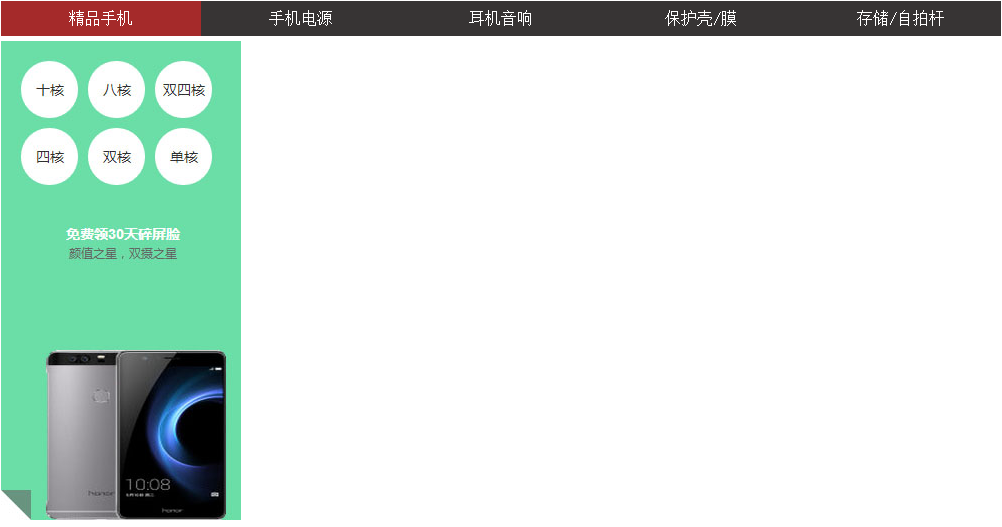 精品手机
手机电源
耳机音响
保护壳/膜
存储/自拍杆
十核
八核
双四核
四核
双核
单核
免费领30天碎屏脸
颜值之星，双摄之星
10:08
honor
honor